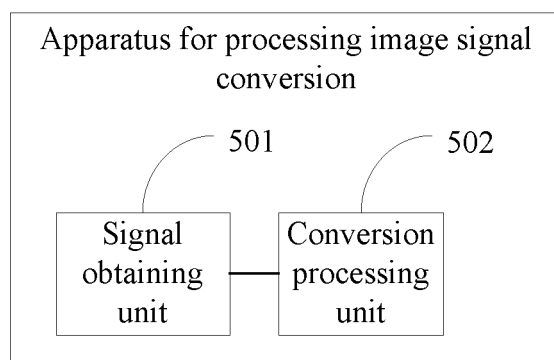 Apparatus for processing image signal
conversion
501
502
Signal
obtaining
unit
Conversion
processing
unit